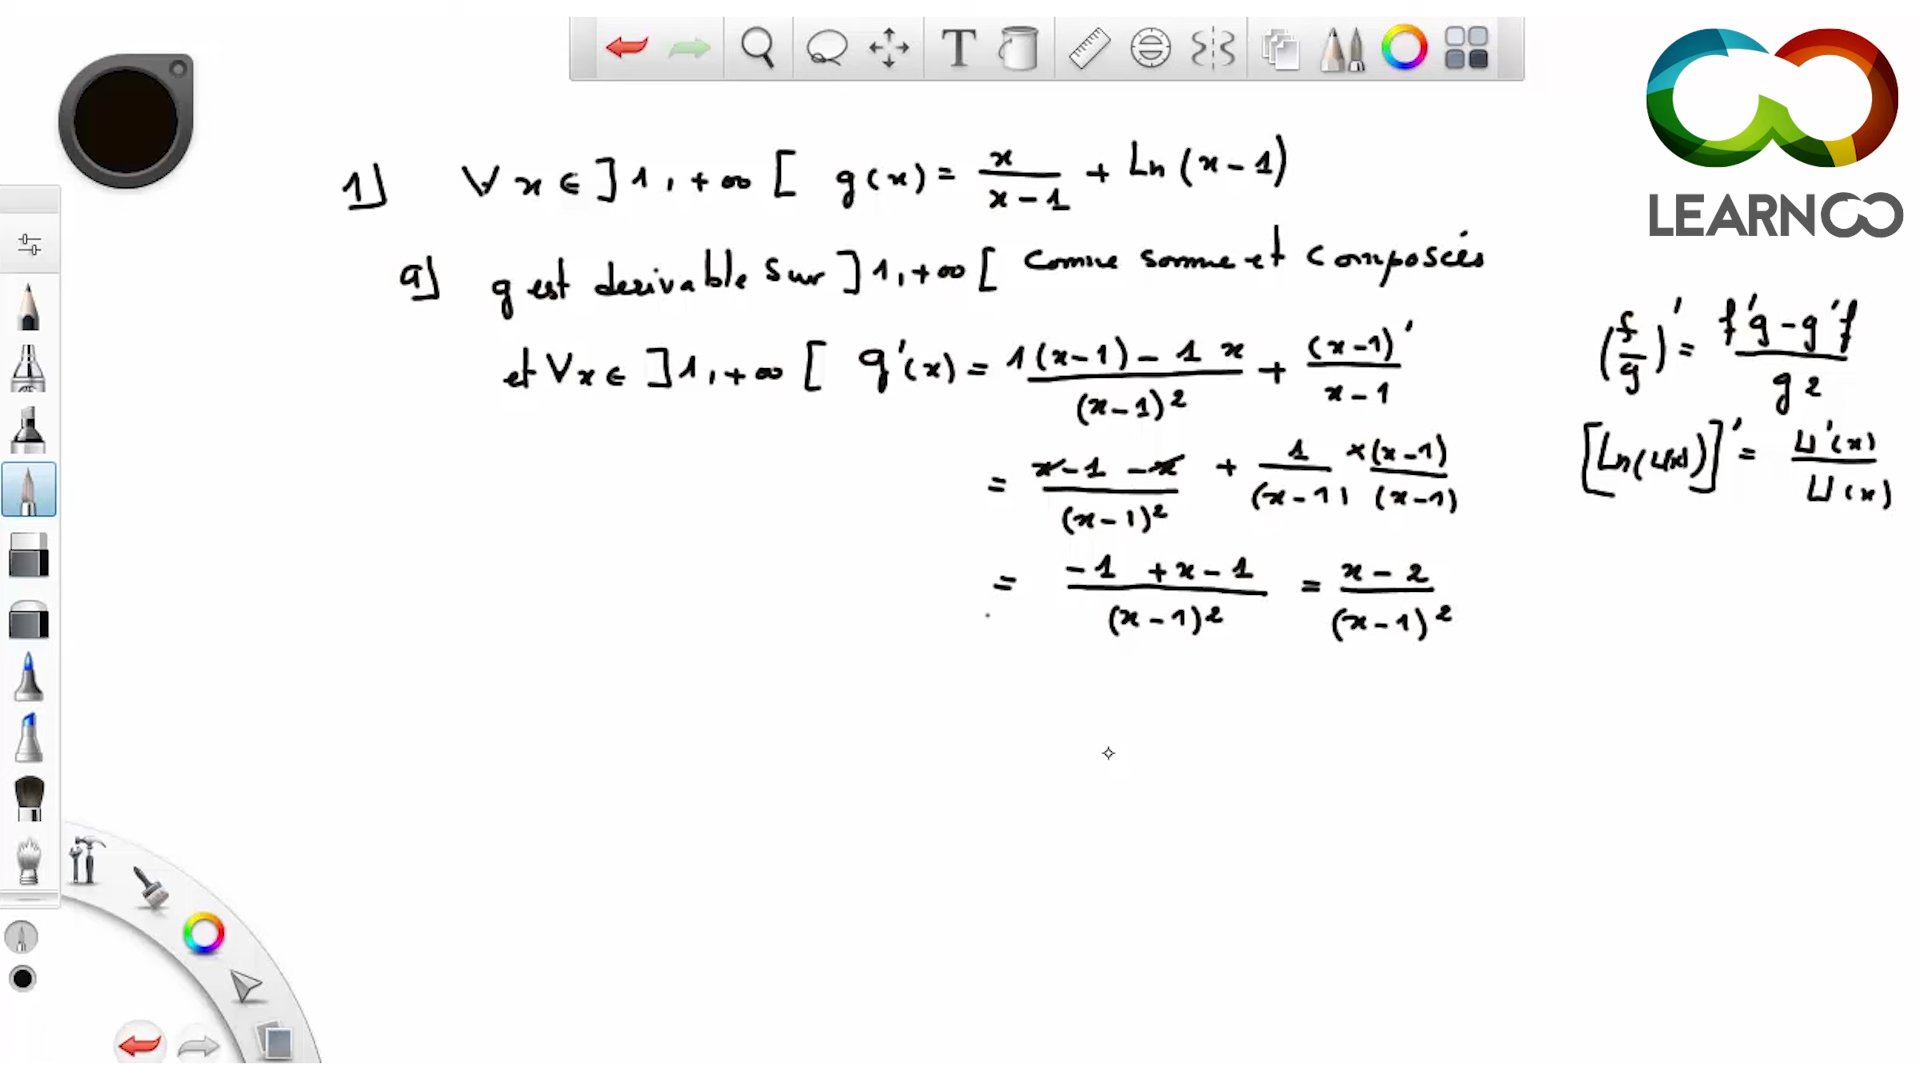 LEARNOO
1) ∀x ∈ ]1,+∞[ g(x) = x/(x-1) + Ln(x-1)
a) g est derivable sur ]1,+∞[ comme somme et composées
et ∀x ∈ ]1,+∞[ g'(x) = (1(x-1) - 1x)/(x-1)² + (x-1)'/(x-1)
= (x-1-x)/(x-1)² + 1/(x-1) × (x-1)/(x-1)
= (-1+x-1)/(x-1)² = (x-2)/(x-1)²
(f/g)' = (f'g-g'f)/g²
[Ln(U(x))]' = U'(x)/U(x)
T